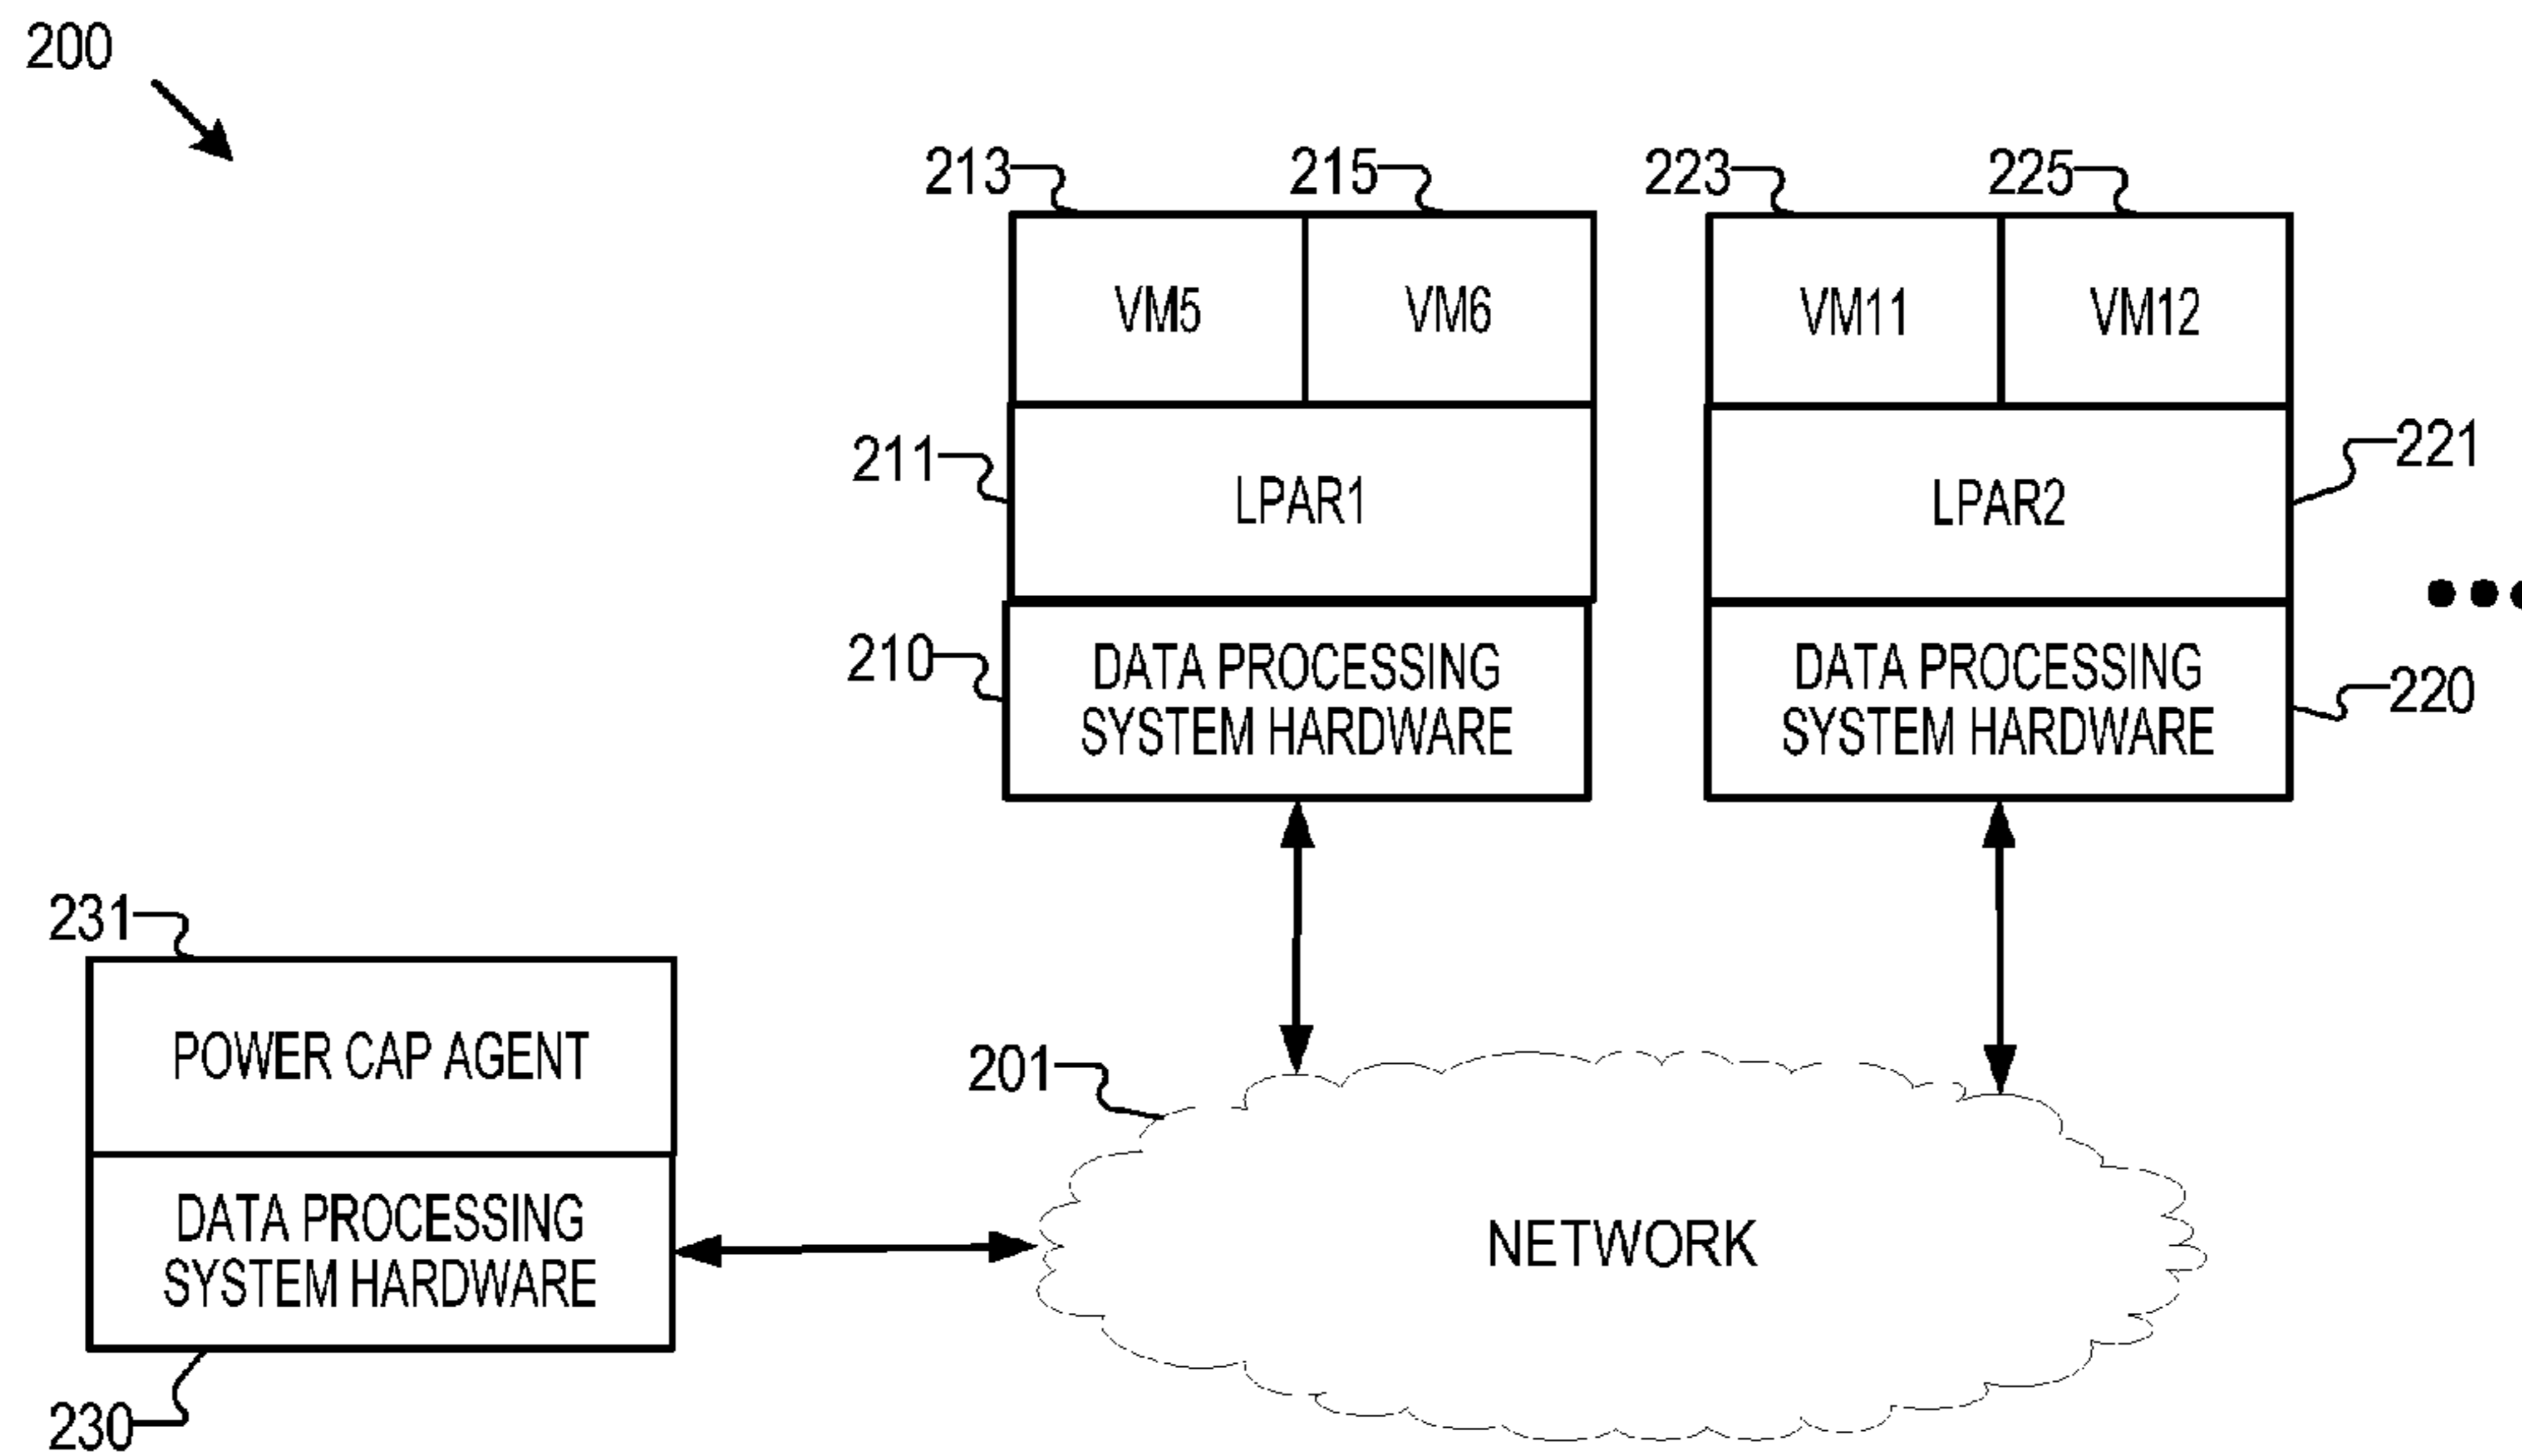 200
213
215
223
225
VM5
VM6
VM11
VM12
211
LPAR1
LPAR2
221
210
DATA PROCESSING
SYSTEM HARDWARE
DATA PROCESSING
SYSTEM HARDWARE
220
231
POWER CAP AGENT
DATA PROCESSING
SYSTEM HARDWARE
230
201
NETWORK